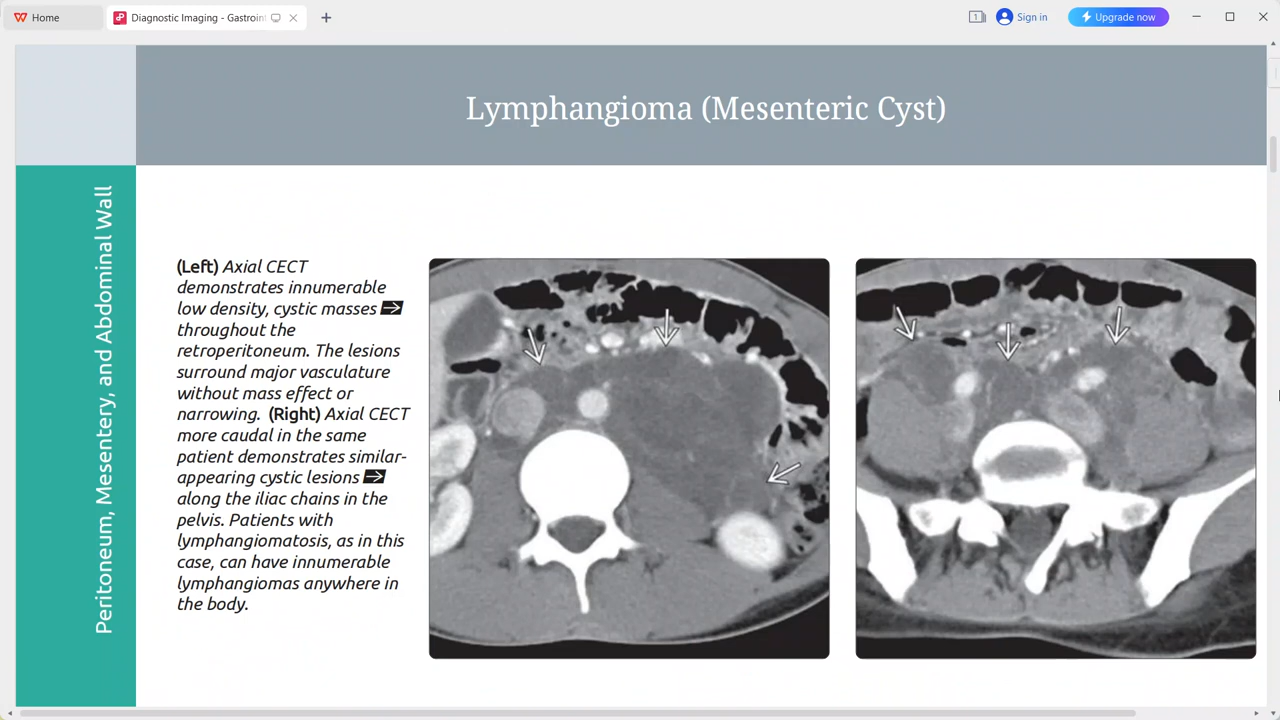 Home
Diagnostic Imaging - Gastroint
1
Sign in
Upgrade now
Lymphangioma (Mesenteric Cyst)
Peritoneum, Mesentery, and Abdominal Wall
(Left) Axial CECT
demonstrates innumerable
low density, cystic masses ➡
throughout the
retroperitoneum. The lesions
surround major vasculature
without mass effect or
narrowing. (Right) Axial CECT
more caudal in the same
patient demonstrates similar-
appearing cystic lesions ➡
along the iliac chains in the
pelvis. Patients with
lymphangiomatosis, as in this
case, can have innumerable
lymphangiomas anywhere in
the body.